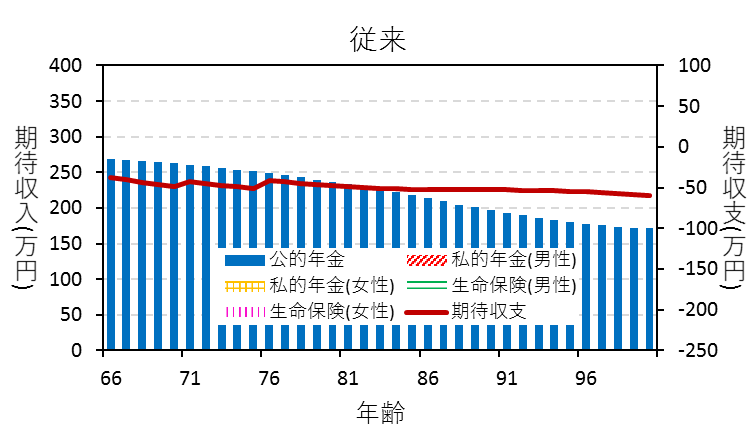 従来
400
350
300
250
200
150
100
50
0
期待収入(万円)
100
50
0
-50
-100
-150
-200
-250
期待収支(万円)
公的年金 私的年金(男性)
私的年金(女性) 生命保険(男性)
生命保険(女性) 期待収支
66 71 76 81 86 91 96
年齢